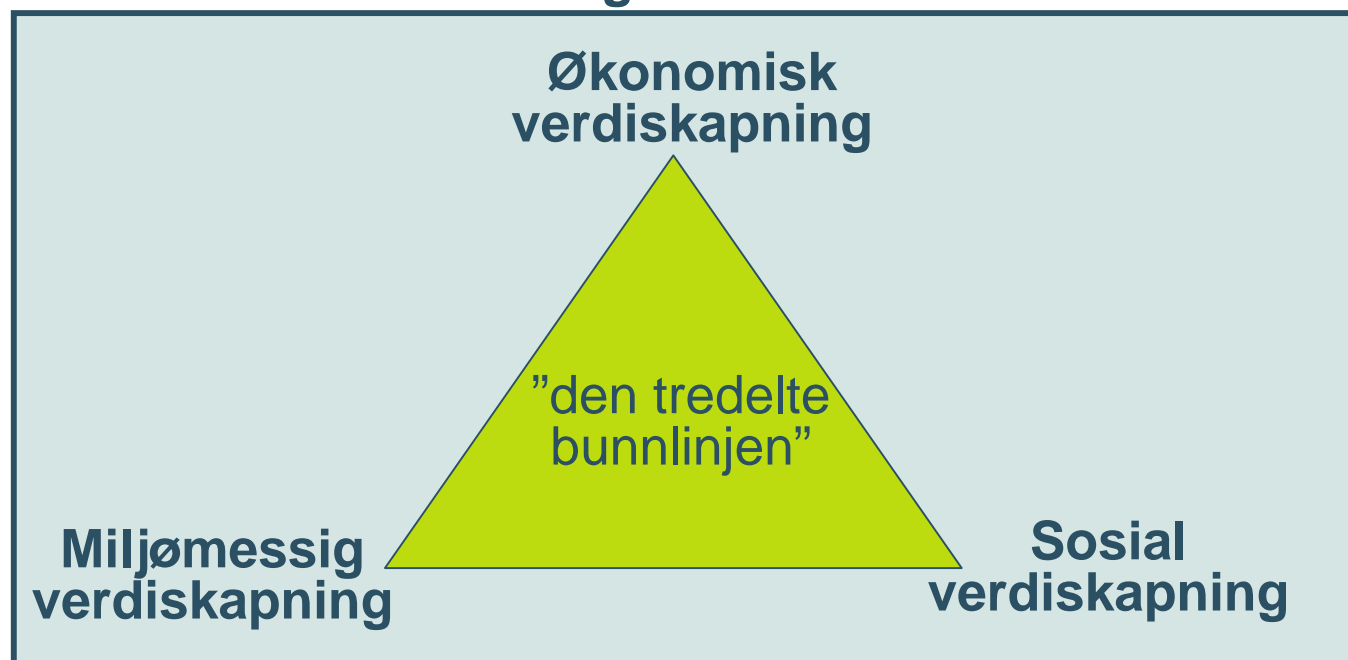 Økonomisk
verdiskapning
”den tredelte
bunnlinjen”
Miljømessig
verdiskapning
Sosial
verdiskapning